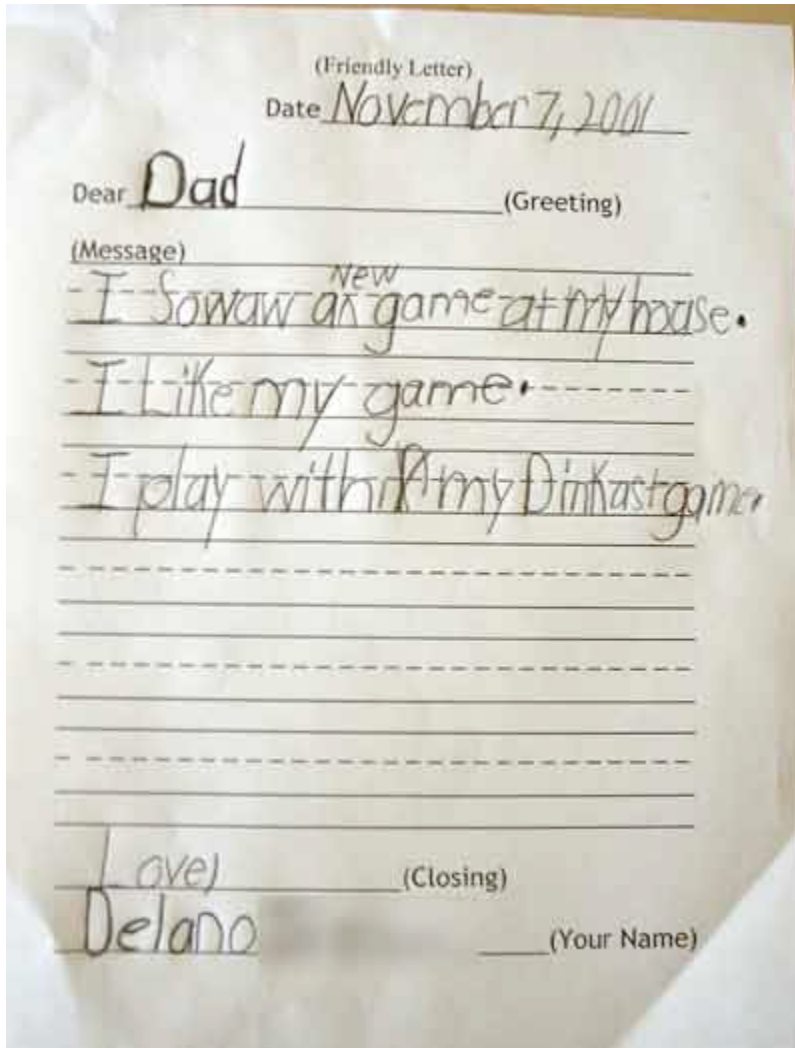 (Friendly Letter)
Date November 7, 2001
Dear Dad (Greeting)
(Message)
New
I Sowaw an game at my house.
I Like my game.
I play with my Dinkast game.
Love,
(Closing)
Delano (Your Name)